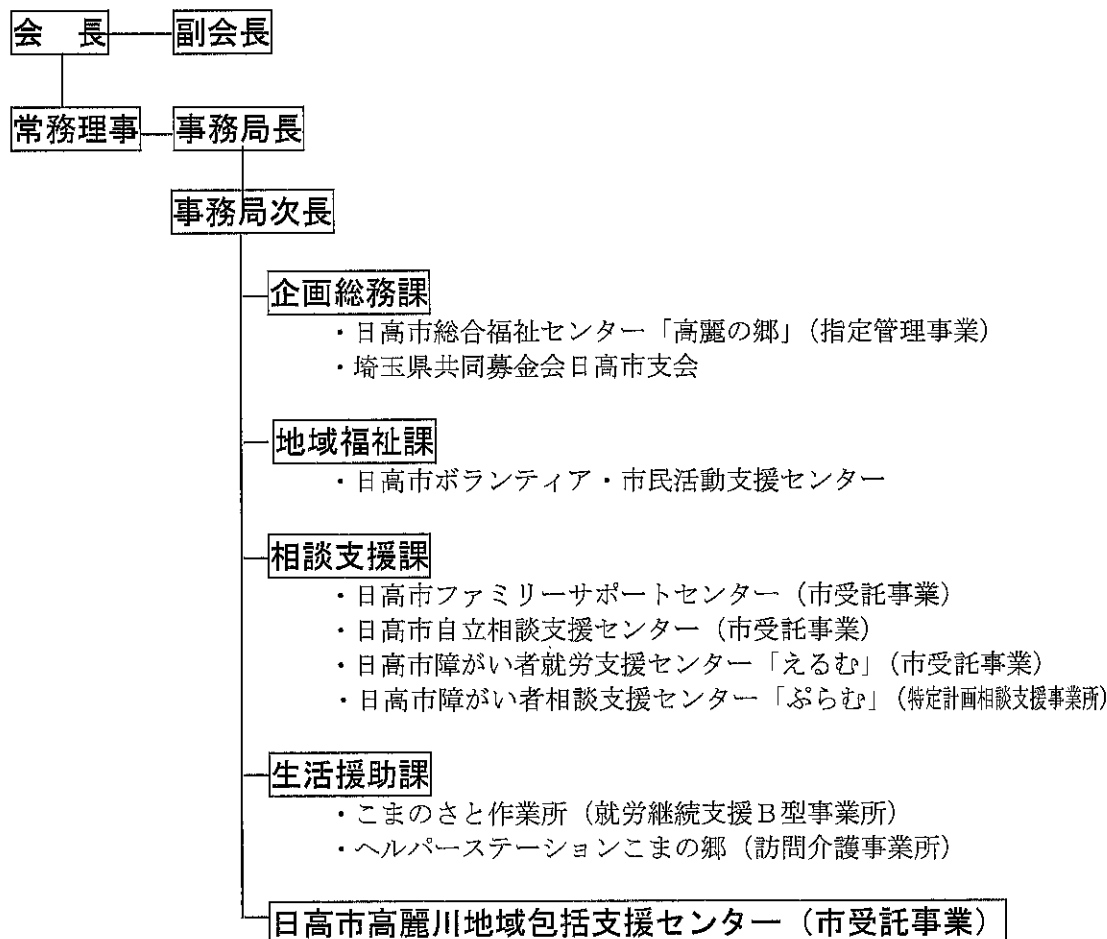 会　長 副会長
常務理事 事務局長
事務局次長
企画総務課
・日高市総合福祉センター「高麗の郷」(指定管理事業)
・埼玉県共同募金会日高市支会
地域福祉課
・日高市ボランティア・市民活動支援センター
相談支援課
・日高市ファミリーサポートセンター（市受託事業）
・日高市自立相談支援センター（市受託事業）
・日高市障がい者就労支援センター「えるむ」（市受託事業）
・日高市障がい者相談支援センター「ぷらむ」（特定計画相談支援事業所）
生活援助課
・こまのさと作業所（就労継続支援Ｂ型事業所）
・ヘルパーステーションこまの郷（訪問介護事業所）
日高市高麗川地域包括支援センター（市受託事業）